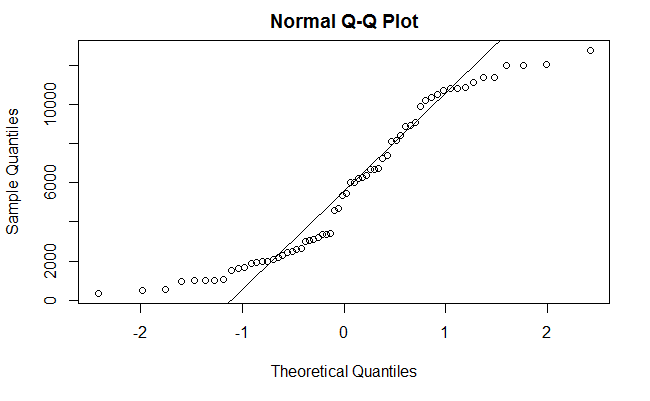 Normal Q-Q Plot
Sample Quantiles
10000
6000
2000
0
-2 -1 0 1 2
Theoretical Quantiles